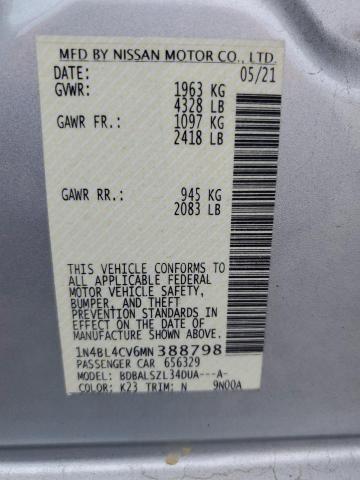 MFD BY NISSAN MOTOR CO., LTD.
DATE: 05/21
GVWR: 1963 KG
4328 LB
GAWR FR.: 1097 KG
2418 LB
GAWR RR.: 945 KG
2083 LB
THIS VEHICLE CONFORMS TO
ALL APPLICABLE FEDERAL
MOTOR VEHICLE SAFETY,
BUMPER, AND THEFT
PREVENTION STANDARDS IN
EFFECT ON THE DATE OF
MANUFACTURE SHOWN ABOVE.
1N4BL4CV6MN388798
PASSENGER CAR 656329
MODEL: BDBALSZL34DUA---A-
COLOR: K23 TRIM: N 9N00A